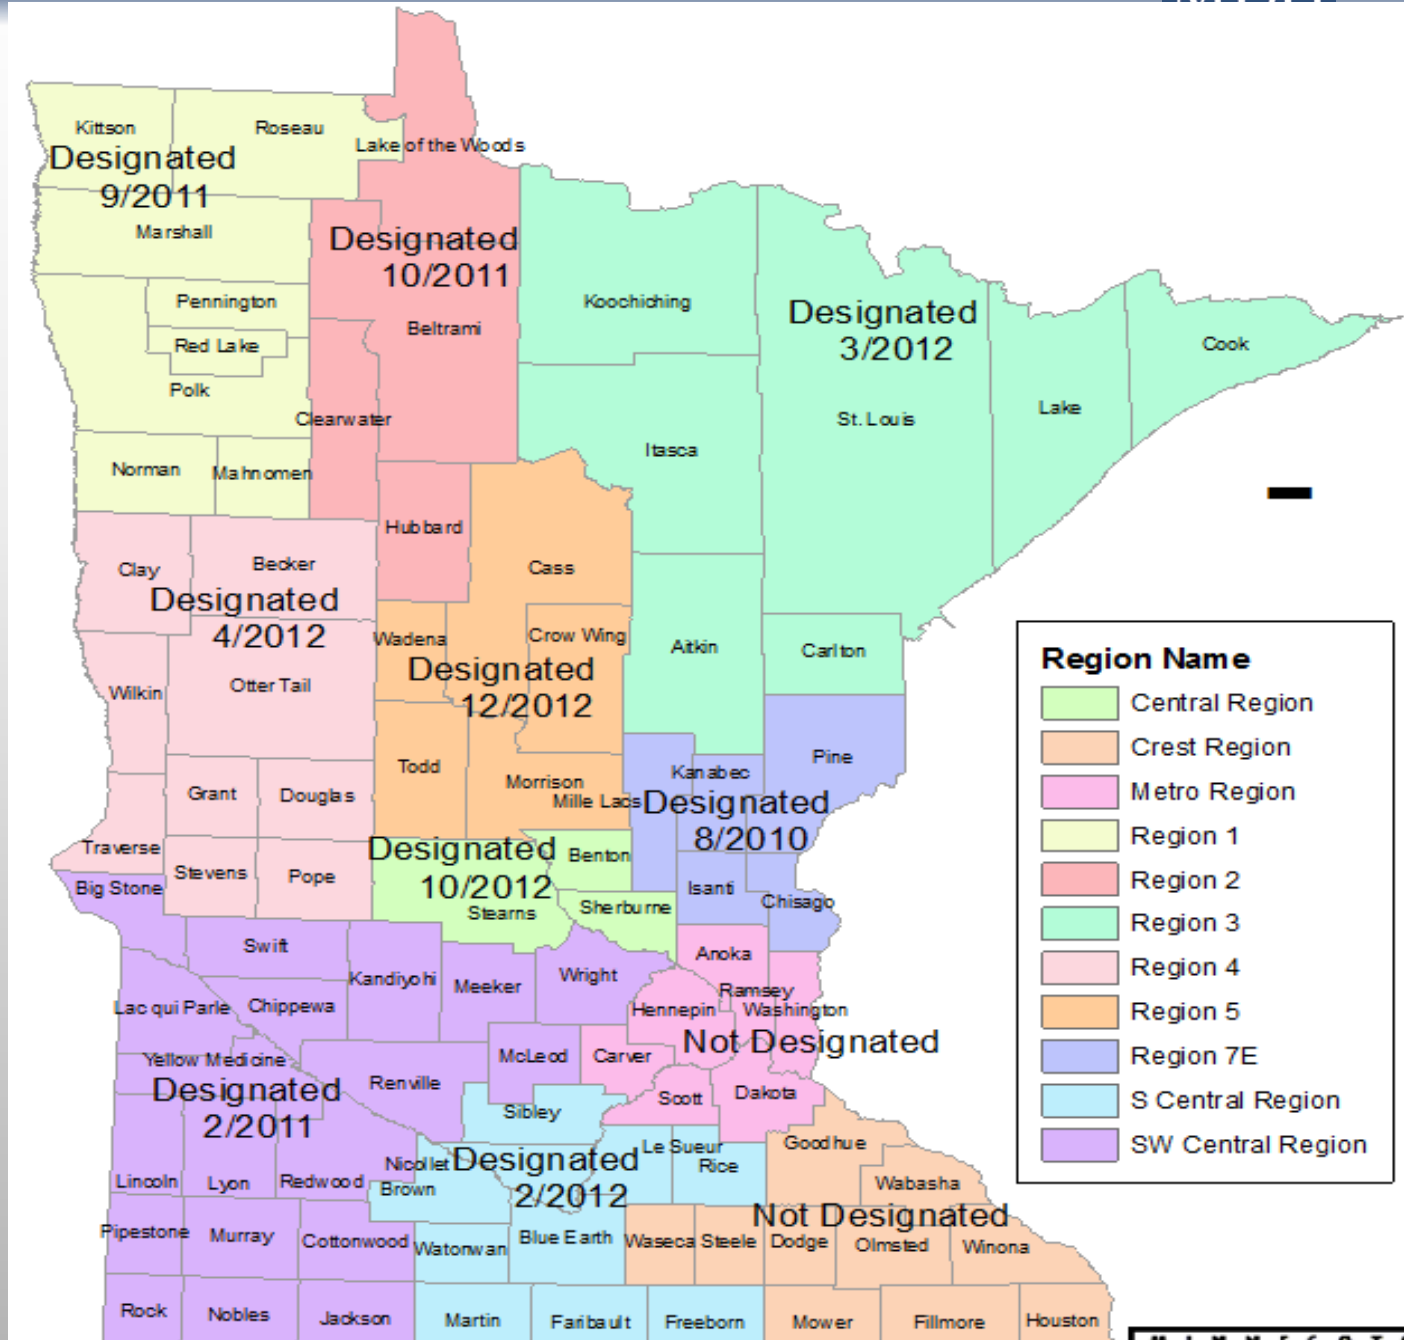 Kittson
Roseau
Lake of the Woods
Designated
9/2011
Marshall
Designated
10/2011
Pennington
Koochiching
Designated
3/2012
Beltrami
Red Lake
Cook
Polk
Clearwater
St. Louis
Lake
Itasca
Norman
Mahnomen
Hubbard
Clay
Becker
Cass
Designated
4/2012
Wadena
Crow Wing
Aitkin
Carlton
Designated
12/2012
Wilkin
Otter Tail
Todd
Morrison
Kanabec
Pine
Grant
Douglas
Mille Lacs
Designated
8/2010
Traverse
Designated
10/2012
Benton
Stevens
Pope
Big Stone
Isanti
Chisago
Stearns
Sherburne
Swift
Anoka
Kandiyohi
Meeker
Wright
Ramsey
Lac qui Parle
Chippewa
Hennepin
Washington
Not Designated
Yellow Medicine
McLeod
Carver
Renville
Designated
2/2011
Scott
Dakota
Sibley
Le Sueur
Goodhue
Nicollet
Designated
2/2012
Rice
Lincoln
Lyon
Redwood
Brown
Wabasha
Not Designated
Pipestone
Murray
Cottonwood
Watonwan
Blue Earth
Waseca
Steele
Dodge
Olmsted
Winona
Rock
Nobles
Jackson
Martin
Faribault
Freeborn
Mower
Fillmore
Houston
Region Name
Central Region
Crest Region
Metro Region
Region 1
Region 2
Region 3
Region 4
Region 5
Region 7E
S Central Region
SW Central Region